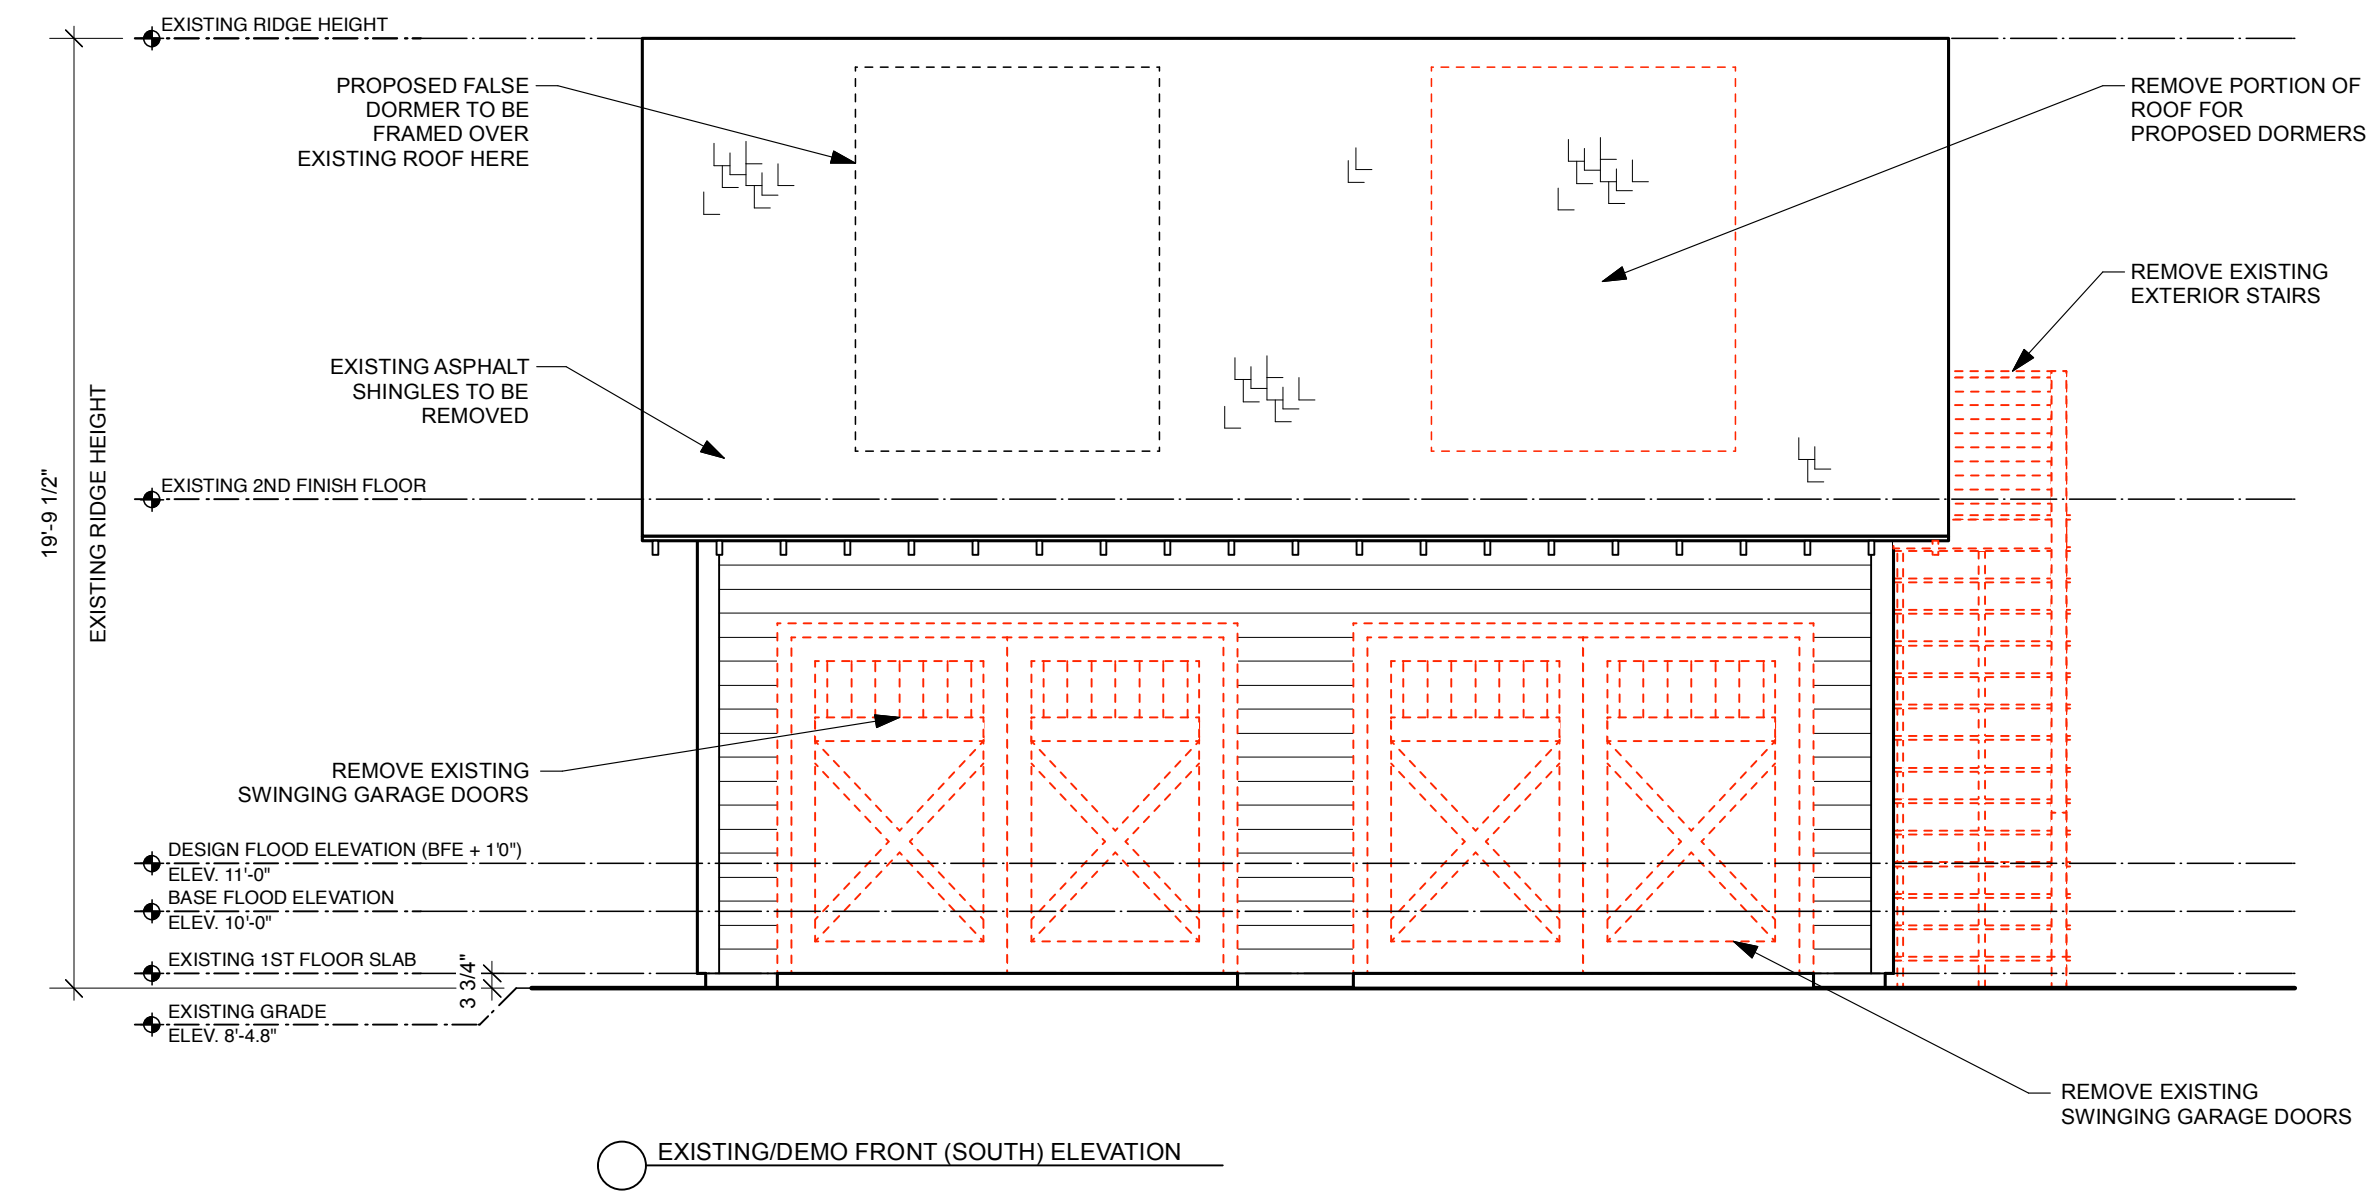 EXISTING RIDGE HEIGHT
PROPOSED FALSE
DORMER TO BE
FRAMED OVER
EXISTING ROOF HERE
REMOVE PORTION OF
ROOF FOR
PROPOSED DORMERS
REMOVE EXISTING
EXTERIOR STAIRS
EXISTING ASPHALT
SHINGLES TO BE
REMOVED
19'-9 1/2"
EXISTING RIDGE HEIGHT
EXISTING 2ND FINISH FLOOR
REMOVE EXISTING
SWINGING GARAGE DOORS
DESIGN FLOOD ELEVATION (BFE + 1'0")
ELEV. 11'-0"
BASE FLOOD ELEVATION
ELEV. 10'-0"
EXISTING 1ST FLOOR SLAB
3 3/4"
EXISTING GRADE
ELEV. 8'-4.8"
REMOVE EXISTING
SWINGING GARAGE DOORS
EXISTING/DEMO FRONT (SOUTH) ELEVATION